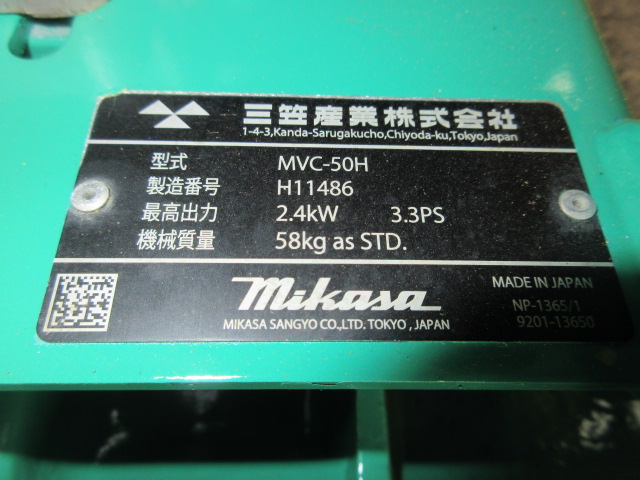 三笠産業株式会社
1-4-3,Kanda-Sarugakucho,Chiyoda-ku,Tokyo,Japan
型式 MVC-50H
製造番号 H11486
最高出力 2.4kW 3.3PS
機械質量 58kg as STD.
mikasa
MADE IN JAPAN
MIKASA SANGYO CO.,LTD. TOKYO , JAPAN
NP-1365/1
9201-13650